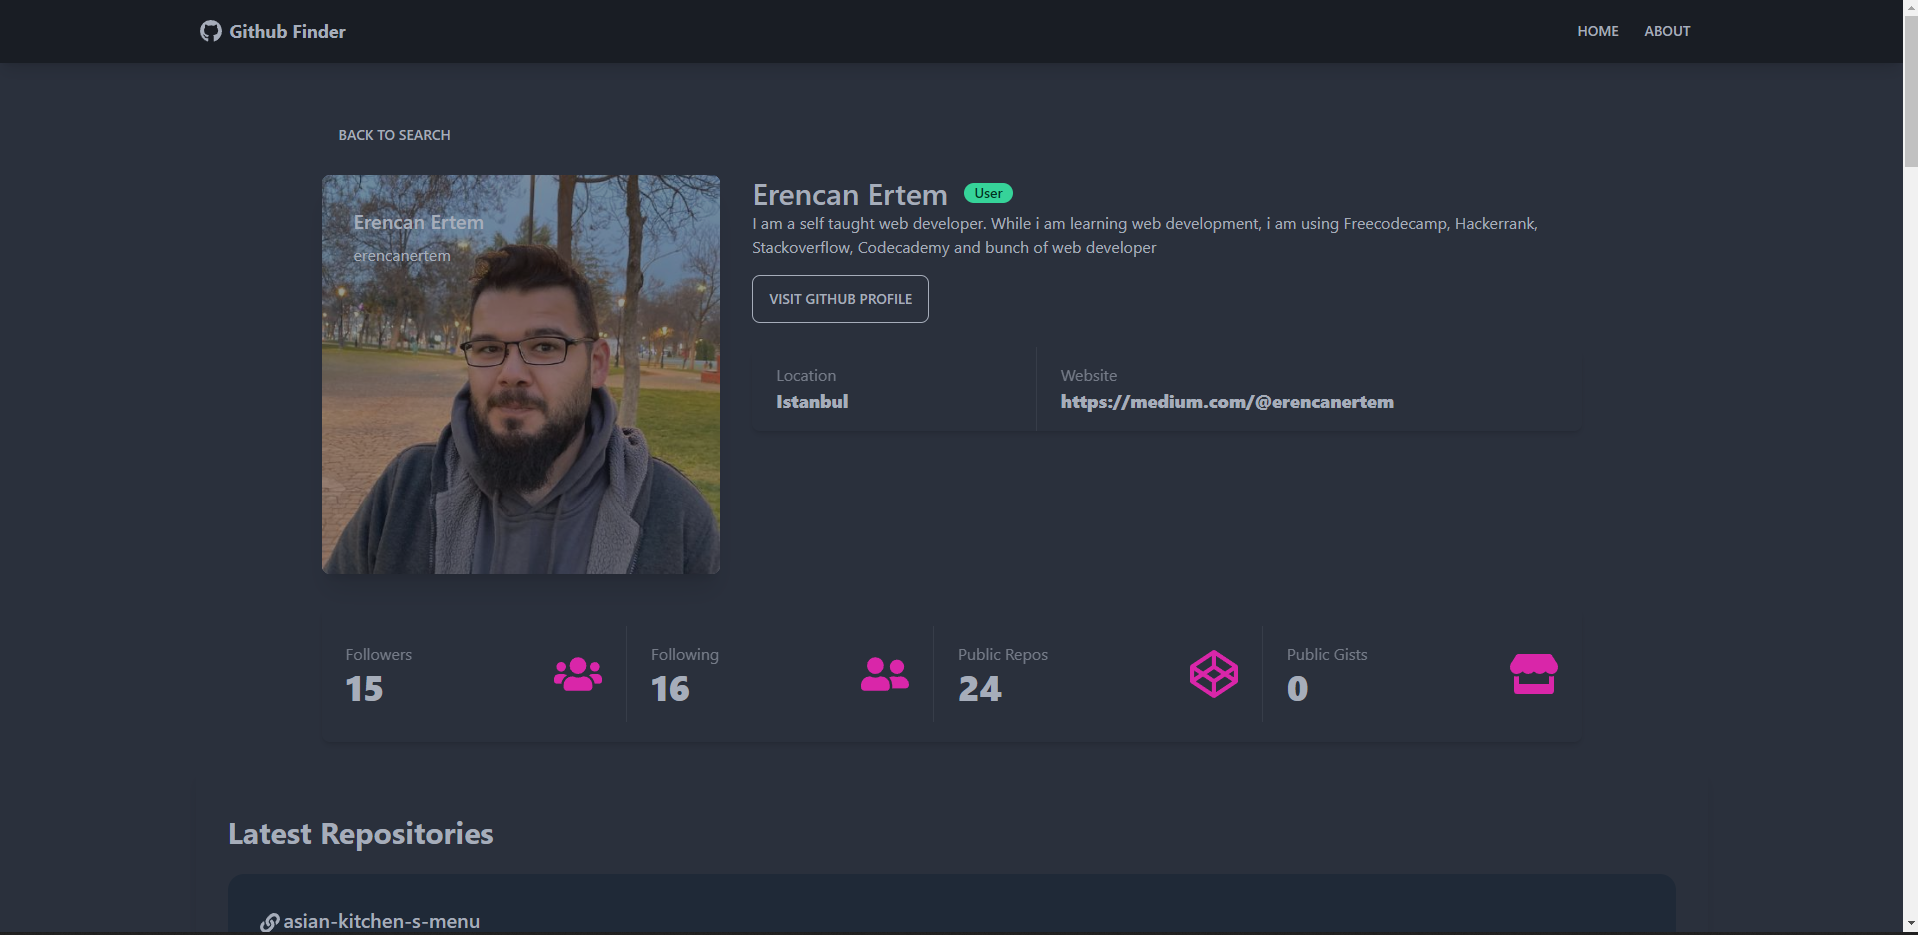 Github Finder
HOME
ABOUT
BACK TO SEARCH
Erencan Ertem
erencanertem
Erencan Ertem
User
I am a self taught web developer. While i am learning web development, i am using Freecodecamp, Hackerrank,
Stackoverflow, Codecademy and bunch of web developer
VISIT GITHUB PROFILE
Location
Istanbul
Website
https://medium.com/@erencanertem
Followers
15
Following
16
Public Repos
24
Public Gists
0
Latest Repositories
asian-kitchen-s-menu